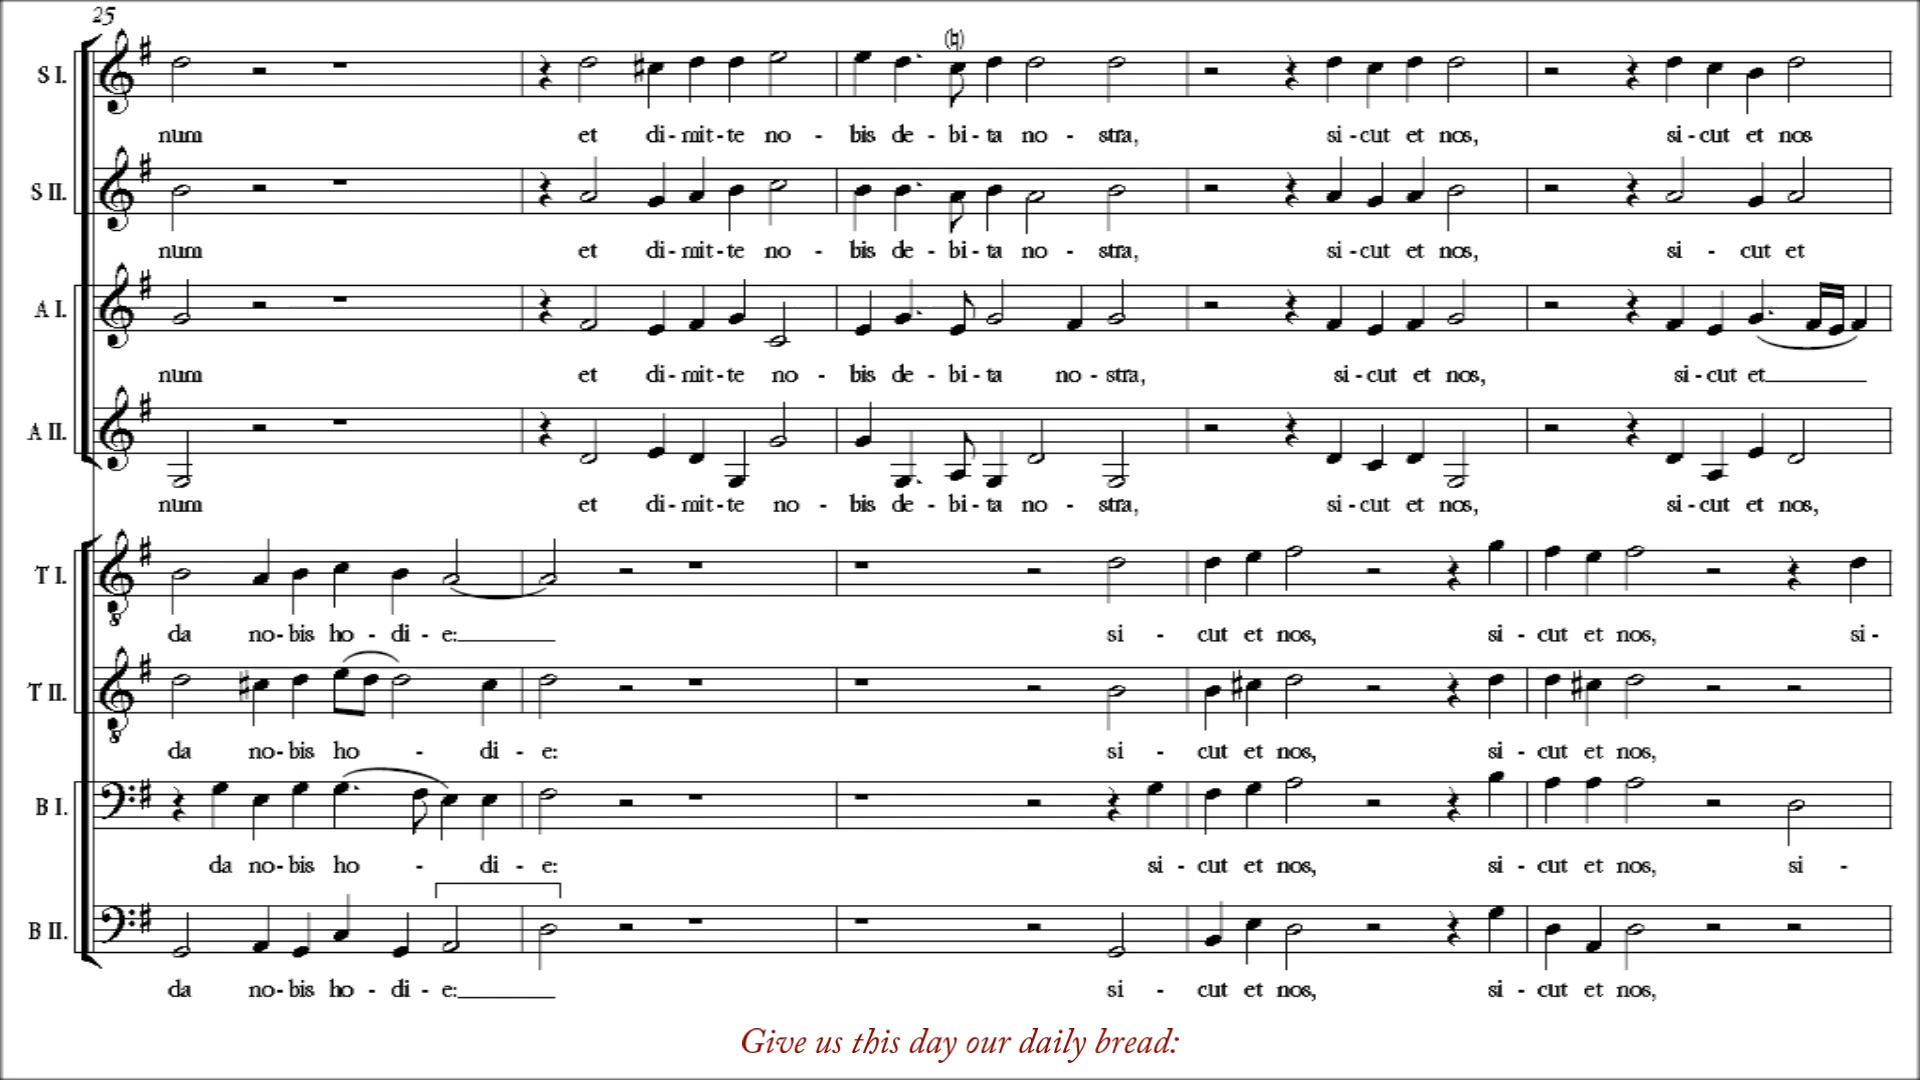 25
S I.
num et di-mit-te no - bis de - bi-ta no - stra, si-cut et nos, si-cut et nos
S II.
num et di-mit-te no - bis de - bi-ta no - stra, si-cut et nos, si - cut et
A I.
num et di-mit-te no - bis de - bi-ta no - stra, si-cut et nos, si-cut et
A II.
num et di-mit-te no - bis de - bi-ta no - stra, si-cut et nos, si-cut et nos,
T I.
da no-bis ho - di - e: si - cut et nos, si - cut et nos, si-
T II.
da no-bis ho - di - e: si - cut et nos, si - cut et nos,
B I.
da no-bis ho - di - e: si - cut et nos, si - cut et nos, si -
B II.
da no-bis ho - di - e: si - cut et nos, si - cut et nos,
Give us this day our daily bread: